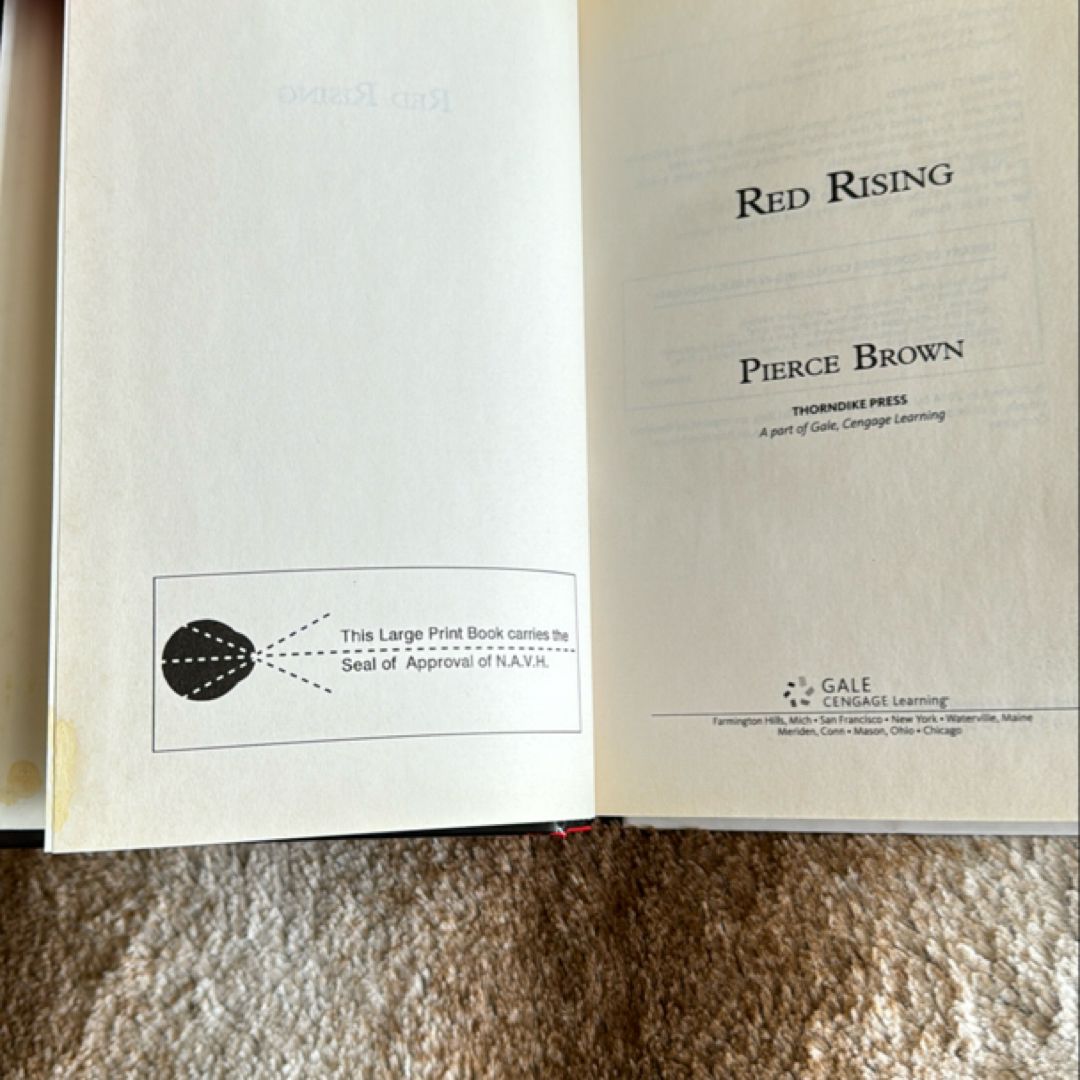 RED RISING
This Large Print Book carries the
Seal of Approval of N.A.V.H.
RED RISING
PIERCE BROWN
THORNDIKE PRESS
A part of Gale, Cengage Learning
GALE
CENGAGE Learning
Farmington Hills, Mich • San Francisco • New York • Waterville, Maine
Meriden, Conn • Mason, Ohio • Chicago